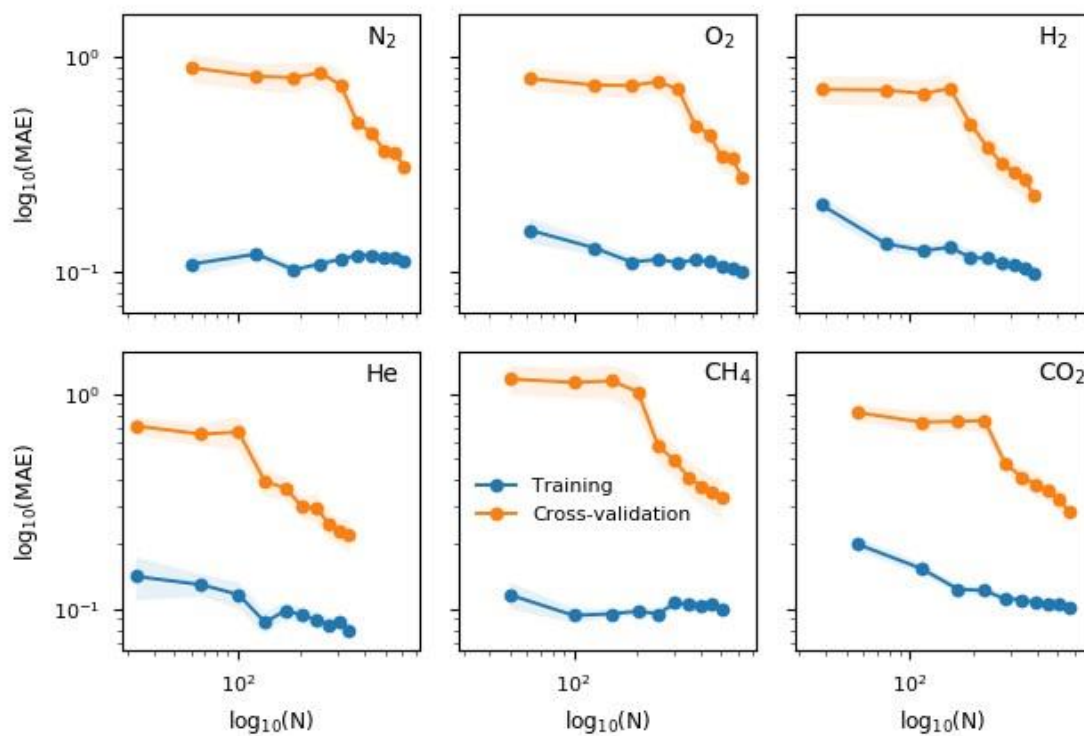 N₂
O₂
H₂
10⁰
10⁻¹
log₁₀(MAE)
He
CH₄
CO₂
10⁰
10⁻¹
log₁₀(MAE)
Training
Cross-validation
10²
10²
10²
log₁₀(N)
log₁₀(N)
log₁₀(N)